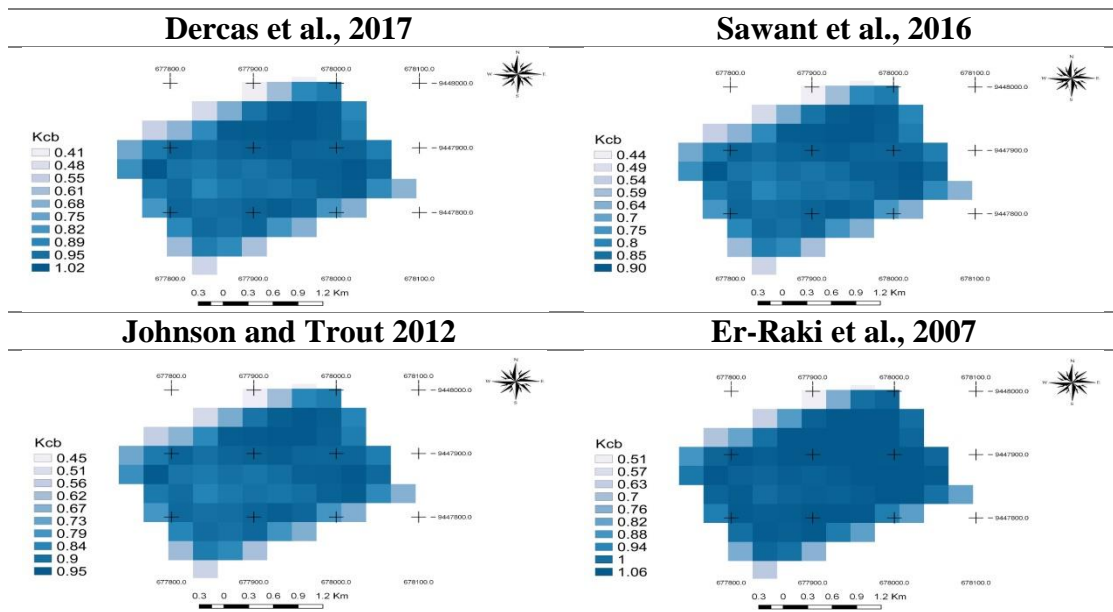 Dercas et al., 2017
677800.0 677900.0 678000.0 678100.0
N
W E
S
9448000.0
Kcb
0.41
0.48
0.55
0.61
0.68
0.75
0.82
0.89
0.95
1.02
9447900.0
9447800.0
677800.0 677900.0 678000.0 678100.0
0.3 0 0.3 0.6 0.9 1.2 Km
Sawant et al., 2016
677800.0 677900.0 678000.0 678100.0
N
W E
S
9448000.0
Kcb
0.44
0.49
0.54
0.59
0.64
0.7
0.75
0.8
0.85
0.90
9447900.0
9447800.0
677800.0 677900.0 678000.0 678100.0
0.3 0 0.3 0.6 0.9 1.2 Km
Johnson and Trout 2012
677800.0 677900.0 678000.0 678100.0
N
W E
S
9448000.0
Kcb
0.45
0.51
0.56
0.62
0.67
0.73
0.79
0.84
0.9
0.95
9447900.0
9447800.0
677800.0 677900.0 678000.0 678100.0
0.3 0 0.3 0.6 0.9 1.2 Km
Er-Raki et al., 2007
677800.0 677900.0 678000.0 678100.0
N
W E
S
9448000.0
Kcb
0.51
0.57
0.63
0.7
0.76
0.82
0.88
0.94
1
1.06
9447900.0
9447800.0
677800.0 677900.0 678000.0 678100.0
0.3 0 0.3 0.6 0.9 1.2 Km